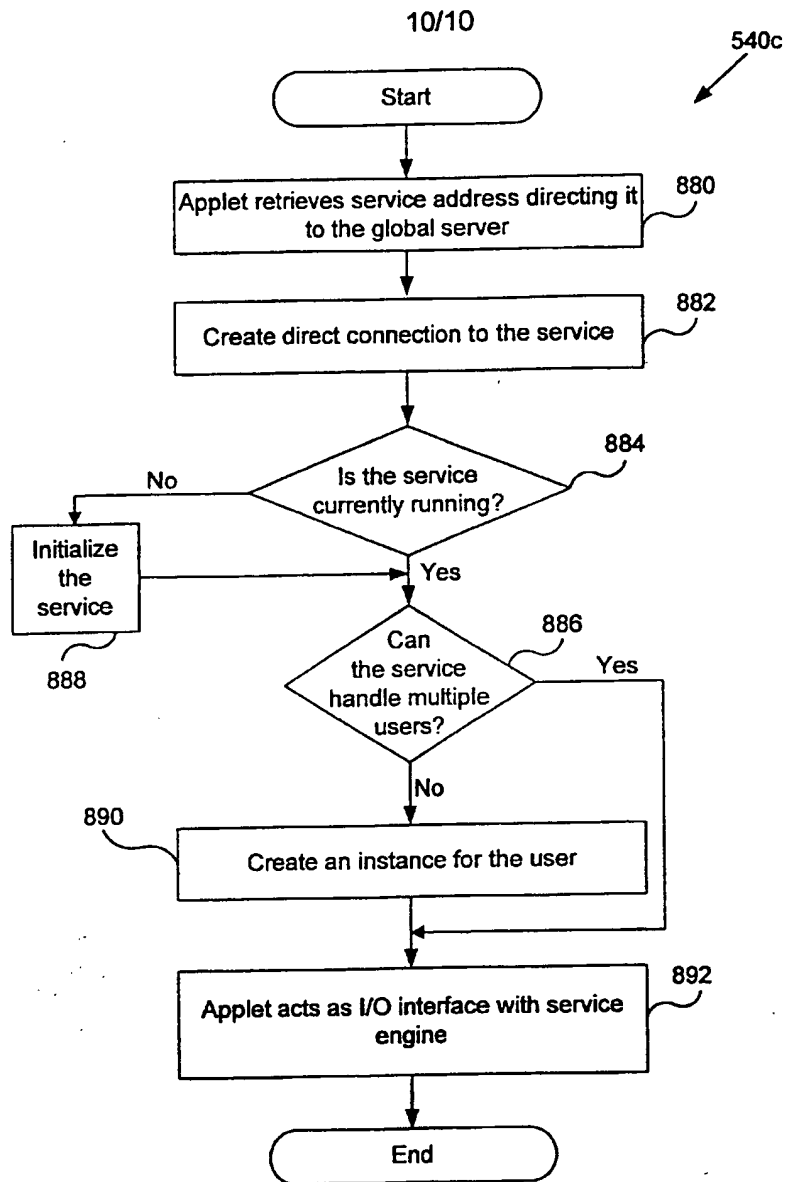 10/10
540c
Start
Applet retrieves service address directing it
to the global server
880
Create direct connection to the service
882
Is the service
currently running?
884
No
Initialize
the
service
888
Yes
Can
the service
handle multiple
users?
886
Yes
No
890
Create an instance for the user
Applet acts as I/O interface with service
engine
892
End